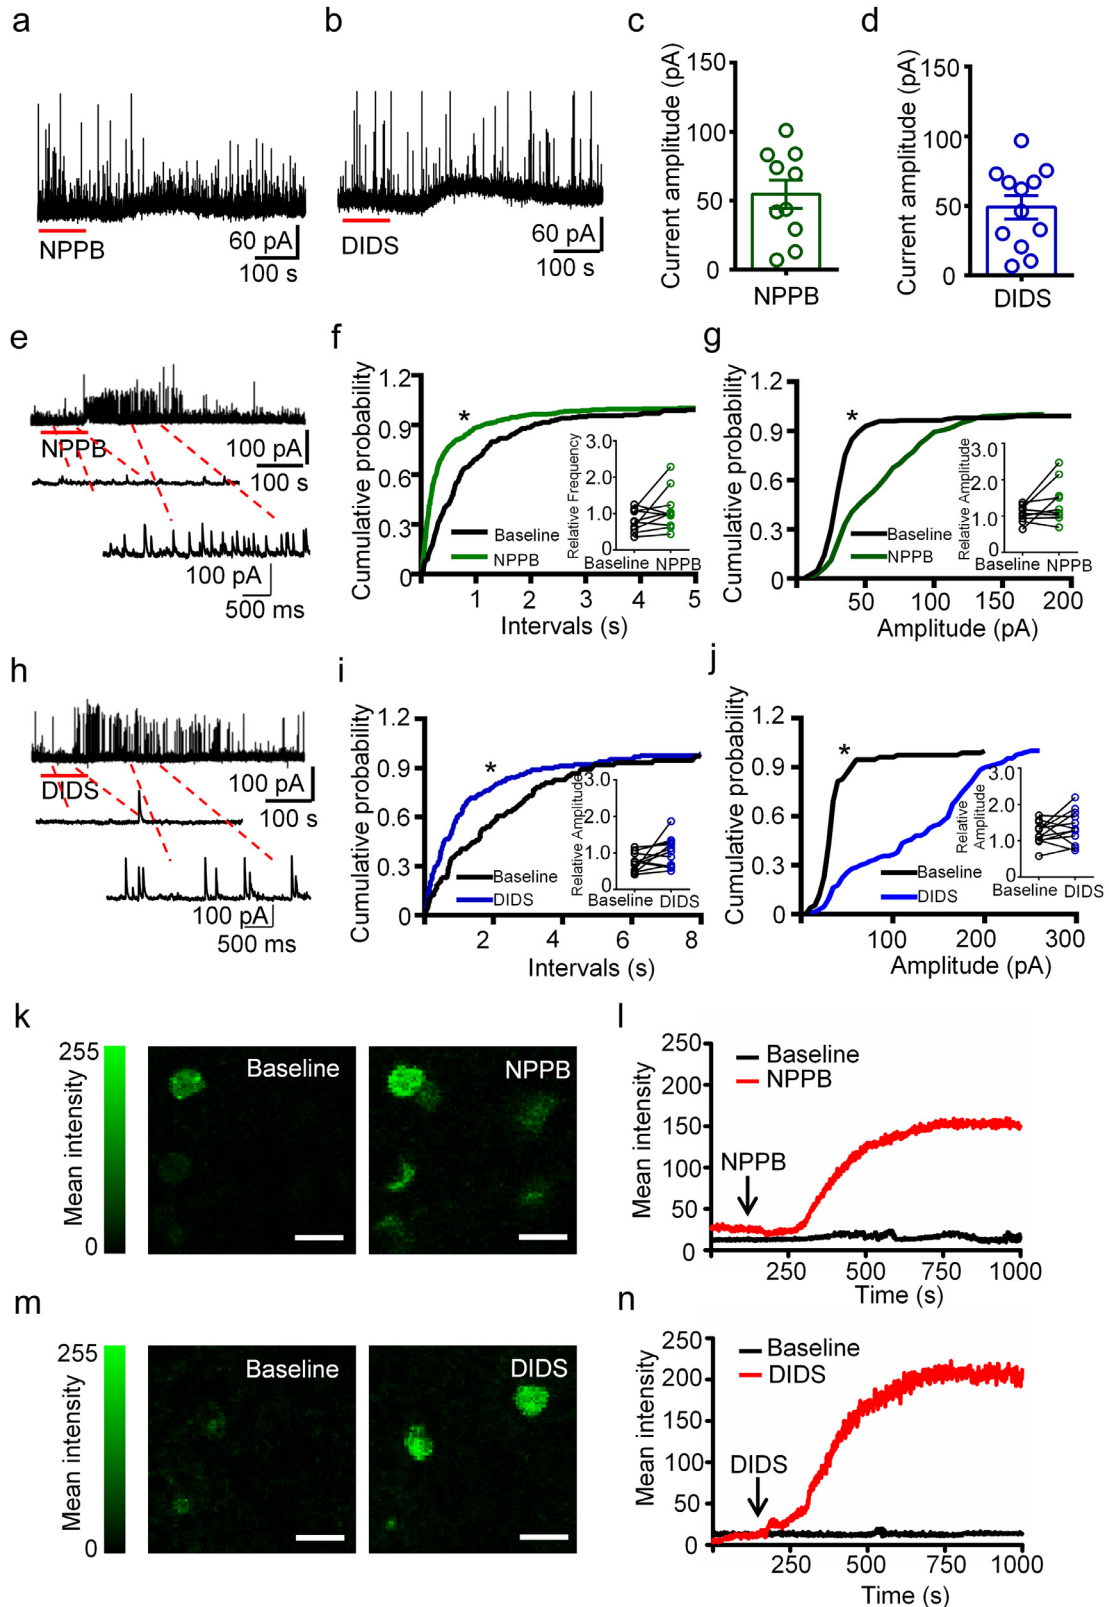 a
NPPB
60 pA
100 s
b
DIDS
60 pA
100 s
c
Current amplitude (pA)
150
100
50
0
NPPB
d
Current amplitude (pA)
150
100
50
0
DIDS
e
NPPB
100 pA
100 s
100 pA
500 ms
f
Cumulative probability
1.2
0.9
0.6
0.3
0
*
Baseline
NPPB
1 2 3 4 5
Intervals (s)
Relative Frequency
3.0
2.0
1.0
0
Baseline NPPB
g
Cumulative probability
1.2
0.9
0.6
0.3
0
*
Baseline
NPPB
50 100 150 200
Amplitude (pA)
Relative Amplitude
3.0
2.0
1.0
0
Baseline NPPB
h
DIDS
100 pA
100 s
100 pA
500 ms
i
Cumulative probability
1.2
0.9
0.6
0.3
0
*
Baseline
DIDS
2 4 6 8
Intervals (s)
Relative Amplitude
3.0
2.0
1.0
0
Baseline DIDS
j
Cumulative probability
1.2
0.9
0.6
0.3
0
*
Baseline
DIDS
100 200 300
Amplitude (pA)
Relative
Amplitude
3.0
2.0
1.0
0
Baseline DIDS
k
255
Mean intensity
0
Baseline
NPPB
l
Mean intensity
250
200
150
100
50
0
Baseline
NPPB
NPPB
250 500 750 1000
Time (s)
m
255
Mean intensity
0
Baseline
DIDS
n
Mean intensity
250
200
150
100
50
0
Baseline
DIDS
DIDS
250 500 750 1000
Time (s)